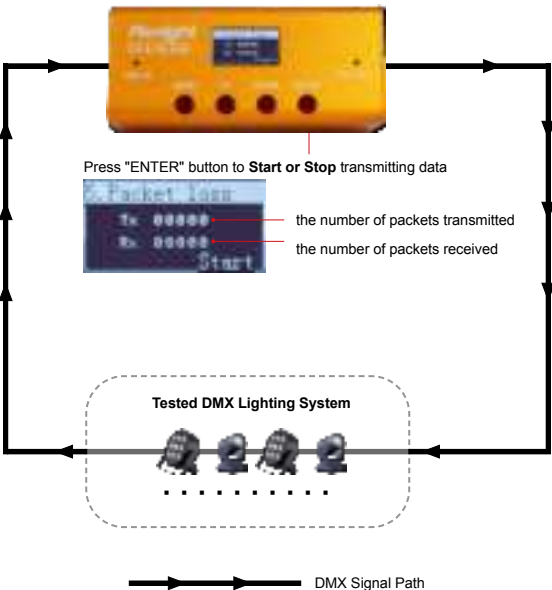 Press "ENTER" button to Start or Stop transmitting data
5. Packet loss
Tx 00000
the number of packets transmitted
Rx 00000
the number of packets received
Start
Tested DMX Lighting System
DMX Signal Path